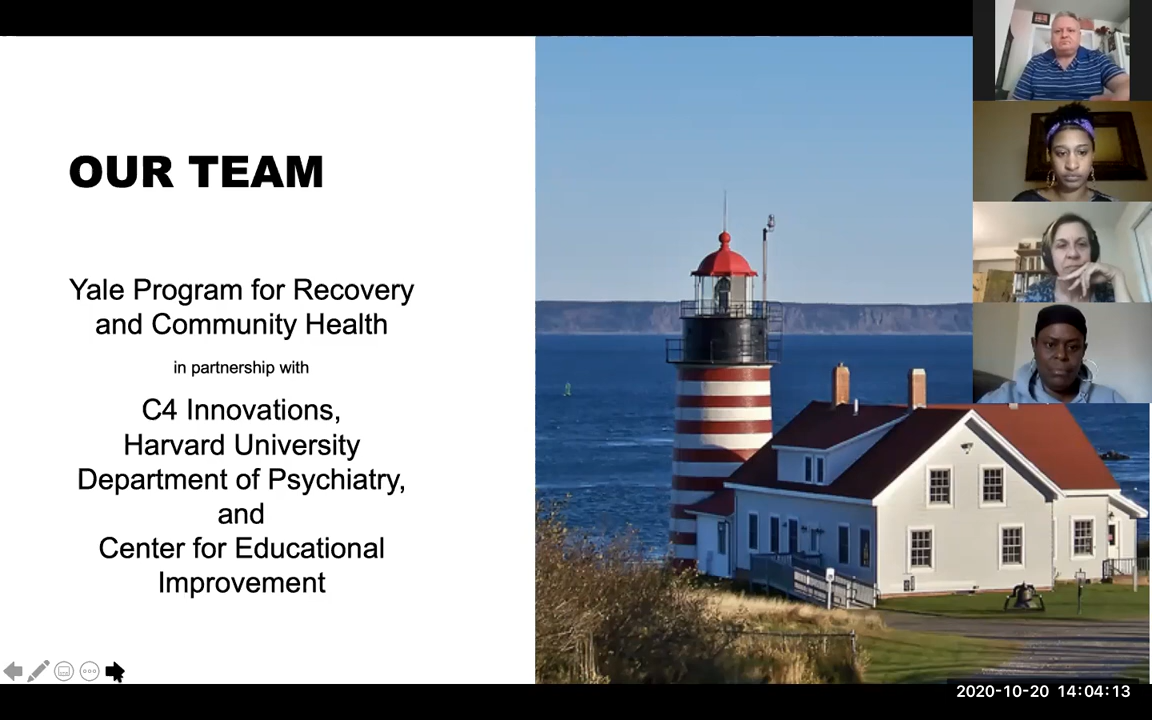 OUR TEAM
Yale Program for Recovery
and Community Health
in partnership with
C4 Innovations,
Harvard University
Department of Psychiatry,
and
Center for Educational
Improvement
2020-10-20 14:04:13